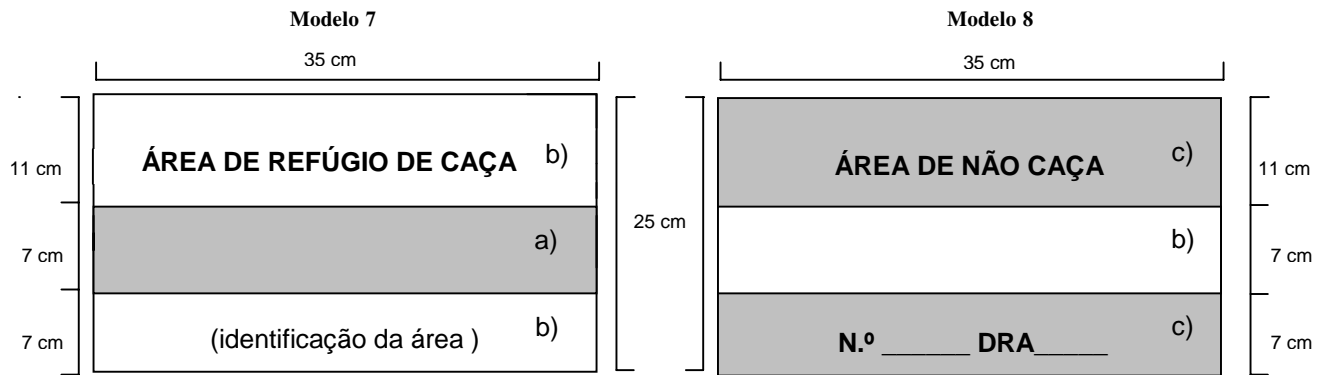 Modelo 7
35 cm
11 cm
ÁREA DE REFÚGIO DE CAÇA b)
7 cm
a)
7 cm
(identificação da área ) b)
25 cm
Modelo 8
35 cm
ÁREA DE NÃO CAÇA c)
11 cm
b)
7 cm
N.º ______ DRA_____ c)
7 cm